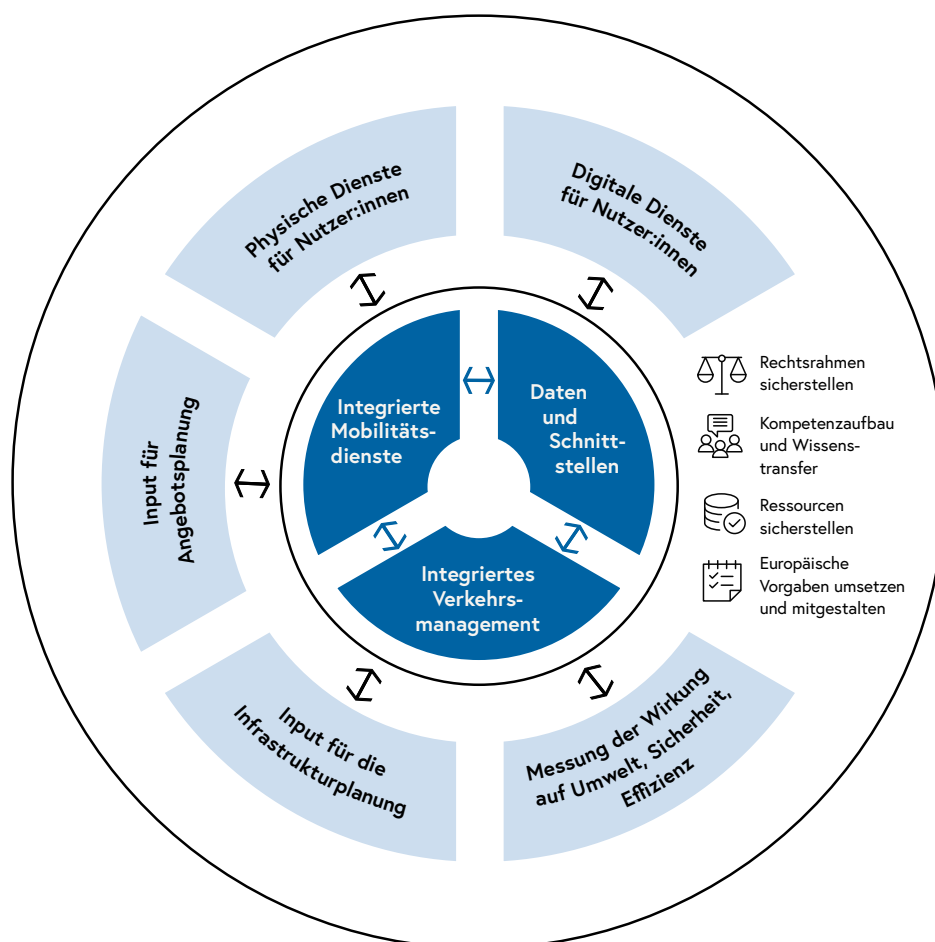 Physische Dienste
für Nutzer:innen
Digitale Dienste
für Nutzer:innen
Input für
Angebotsplanung
Integrierte
Mobilitäts-
dienste
Daten
und
Schnitt-
stellen
Integriertes
Verkehrs-
management
Rechtsrahmen
sicherstellen
Kompetenzaufbau
und Wissens-
transfer
Ressourcen
sicherstellen
Europäische
Vorgaben umsetzen
und mitgestalten
Input für die
Infrastrukturplanung
Messung der Wirkung
auf Umwelt, Sicherheit,
Effizienz